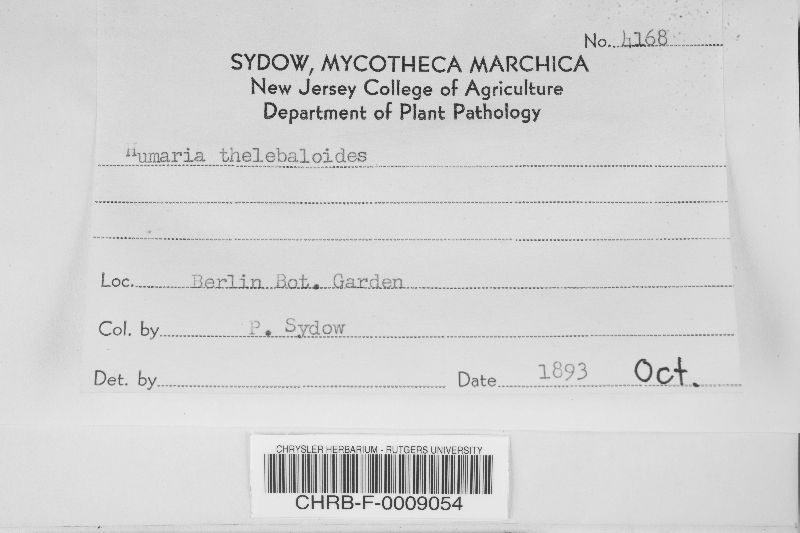 No. 4168
SYDOW, MYCOTHECA MARCHICA
New Jersey College of Agriculture
Department of Plant Pathology
Humaria thelebaloides
Loc. Berlin Bot. Garden
Col. by P. Sydow
Det. by Date 1893 Oct.
CHRYSLER HERBARIUM - RUTGERS UNIVERSITY
CHRB-F-0009054